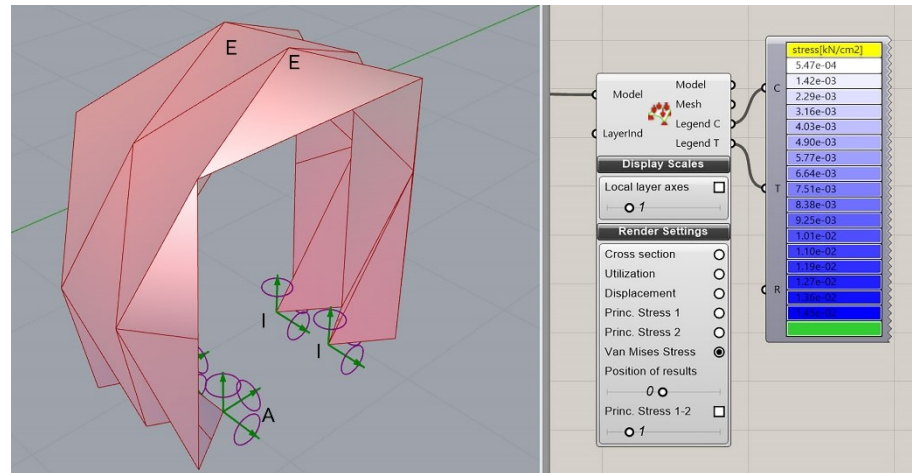 E
E
I
I
A
Model
LayerInd
Model
Mesh
Legend C
Legend T
Display Scales
Local layer axes
1
Render Settings
Cross section
Utilization
Displacement
Princ. Stress 1
Princ. Stress 2
Van Mises Stress
Position of results
0
Princ. Stress 1-2
1
C
T
R
stress[kN/cm2]
5.47e-04
1.42e-03
2.29e-03
3.16e-03
4.03e-03
4.90e-03
5.77e-03
6.64e-03
7.51e-03
8.38e-03
9.25e-03
1.01e-02
1.10e-02
1.19e-02
1.27e-02
1.36e-02